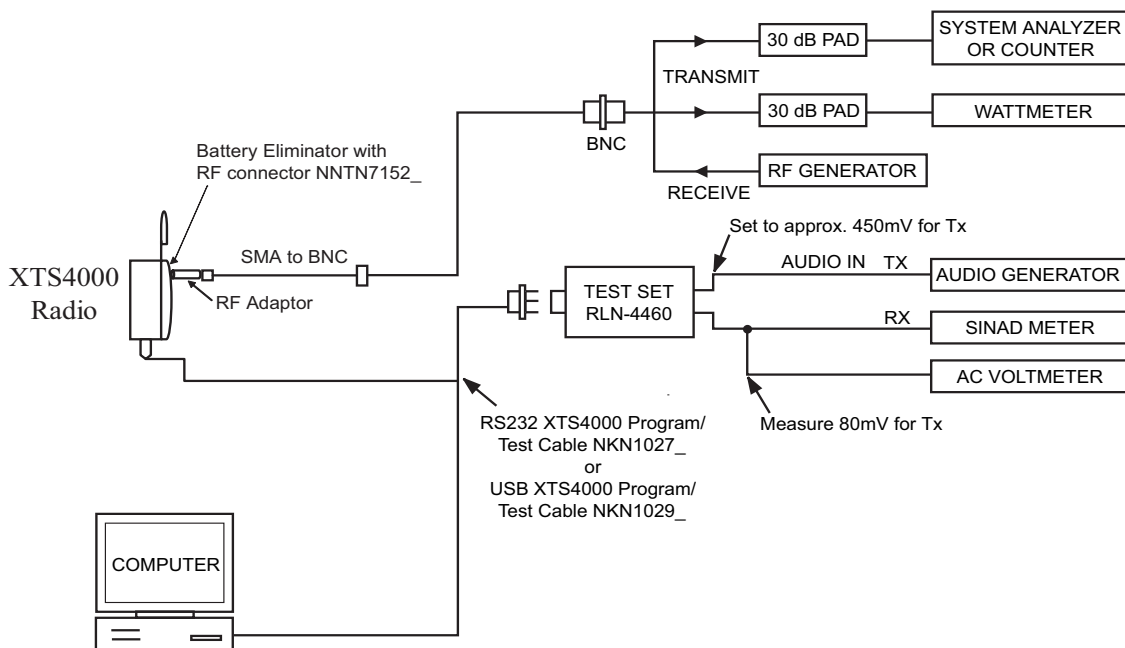 30 dB PAD
SYSTEM ANALYZER
OR COUNTER
TRANSMIT
30 dB PAD
WATTMETER
BNC
RF GENERATOR
RECEIVE
Battery Eliminator with
RF connector NNTN7152_
SMA to BNC
XTS4000
Radio
RF Adaptor
Set to approx. 450mV for Tx
AUDIO IN TX
AUDIO GENERATOR
TEST SET
RLN-4460
RX
SINAD METER
AC VOLTMETER
Measure 80mV for Tx
RS232 XTS4000 Program/
Test Cable NKN1027_
or
USB XTS4000 Program/
Test Cable NKN1029_
COMPUTER